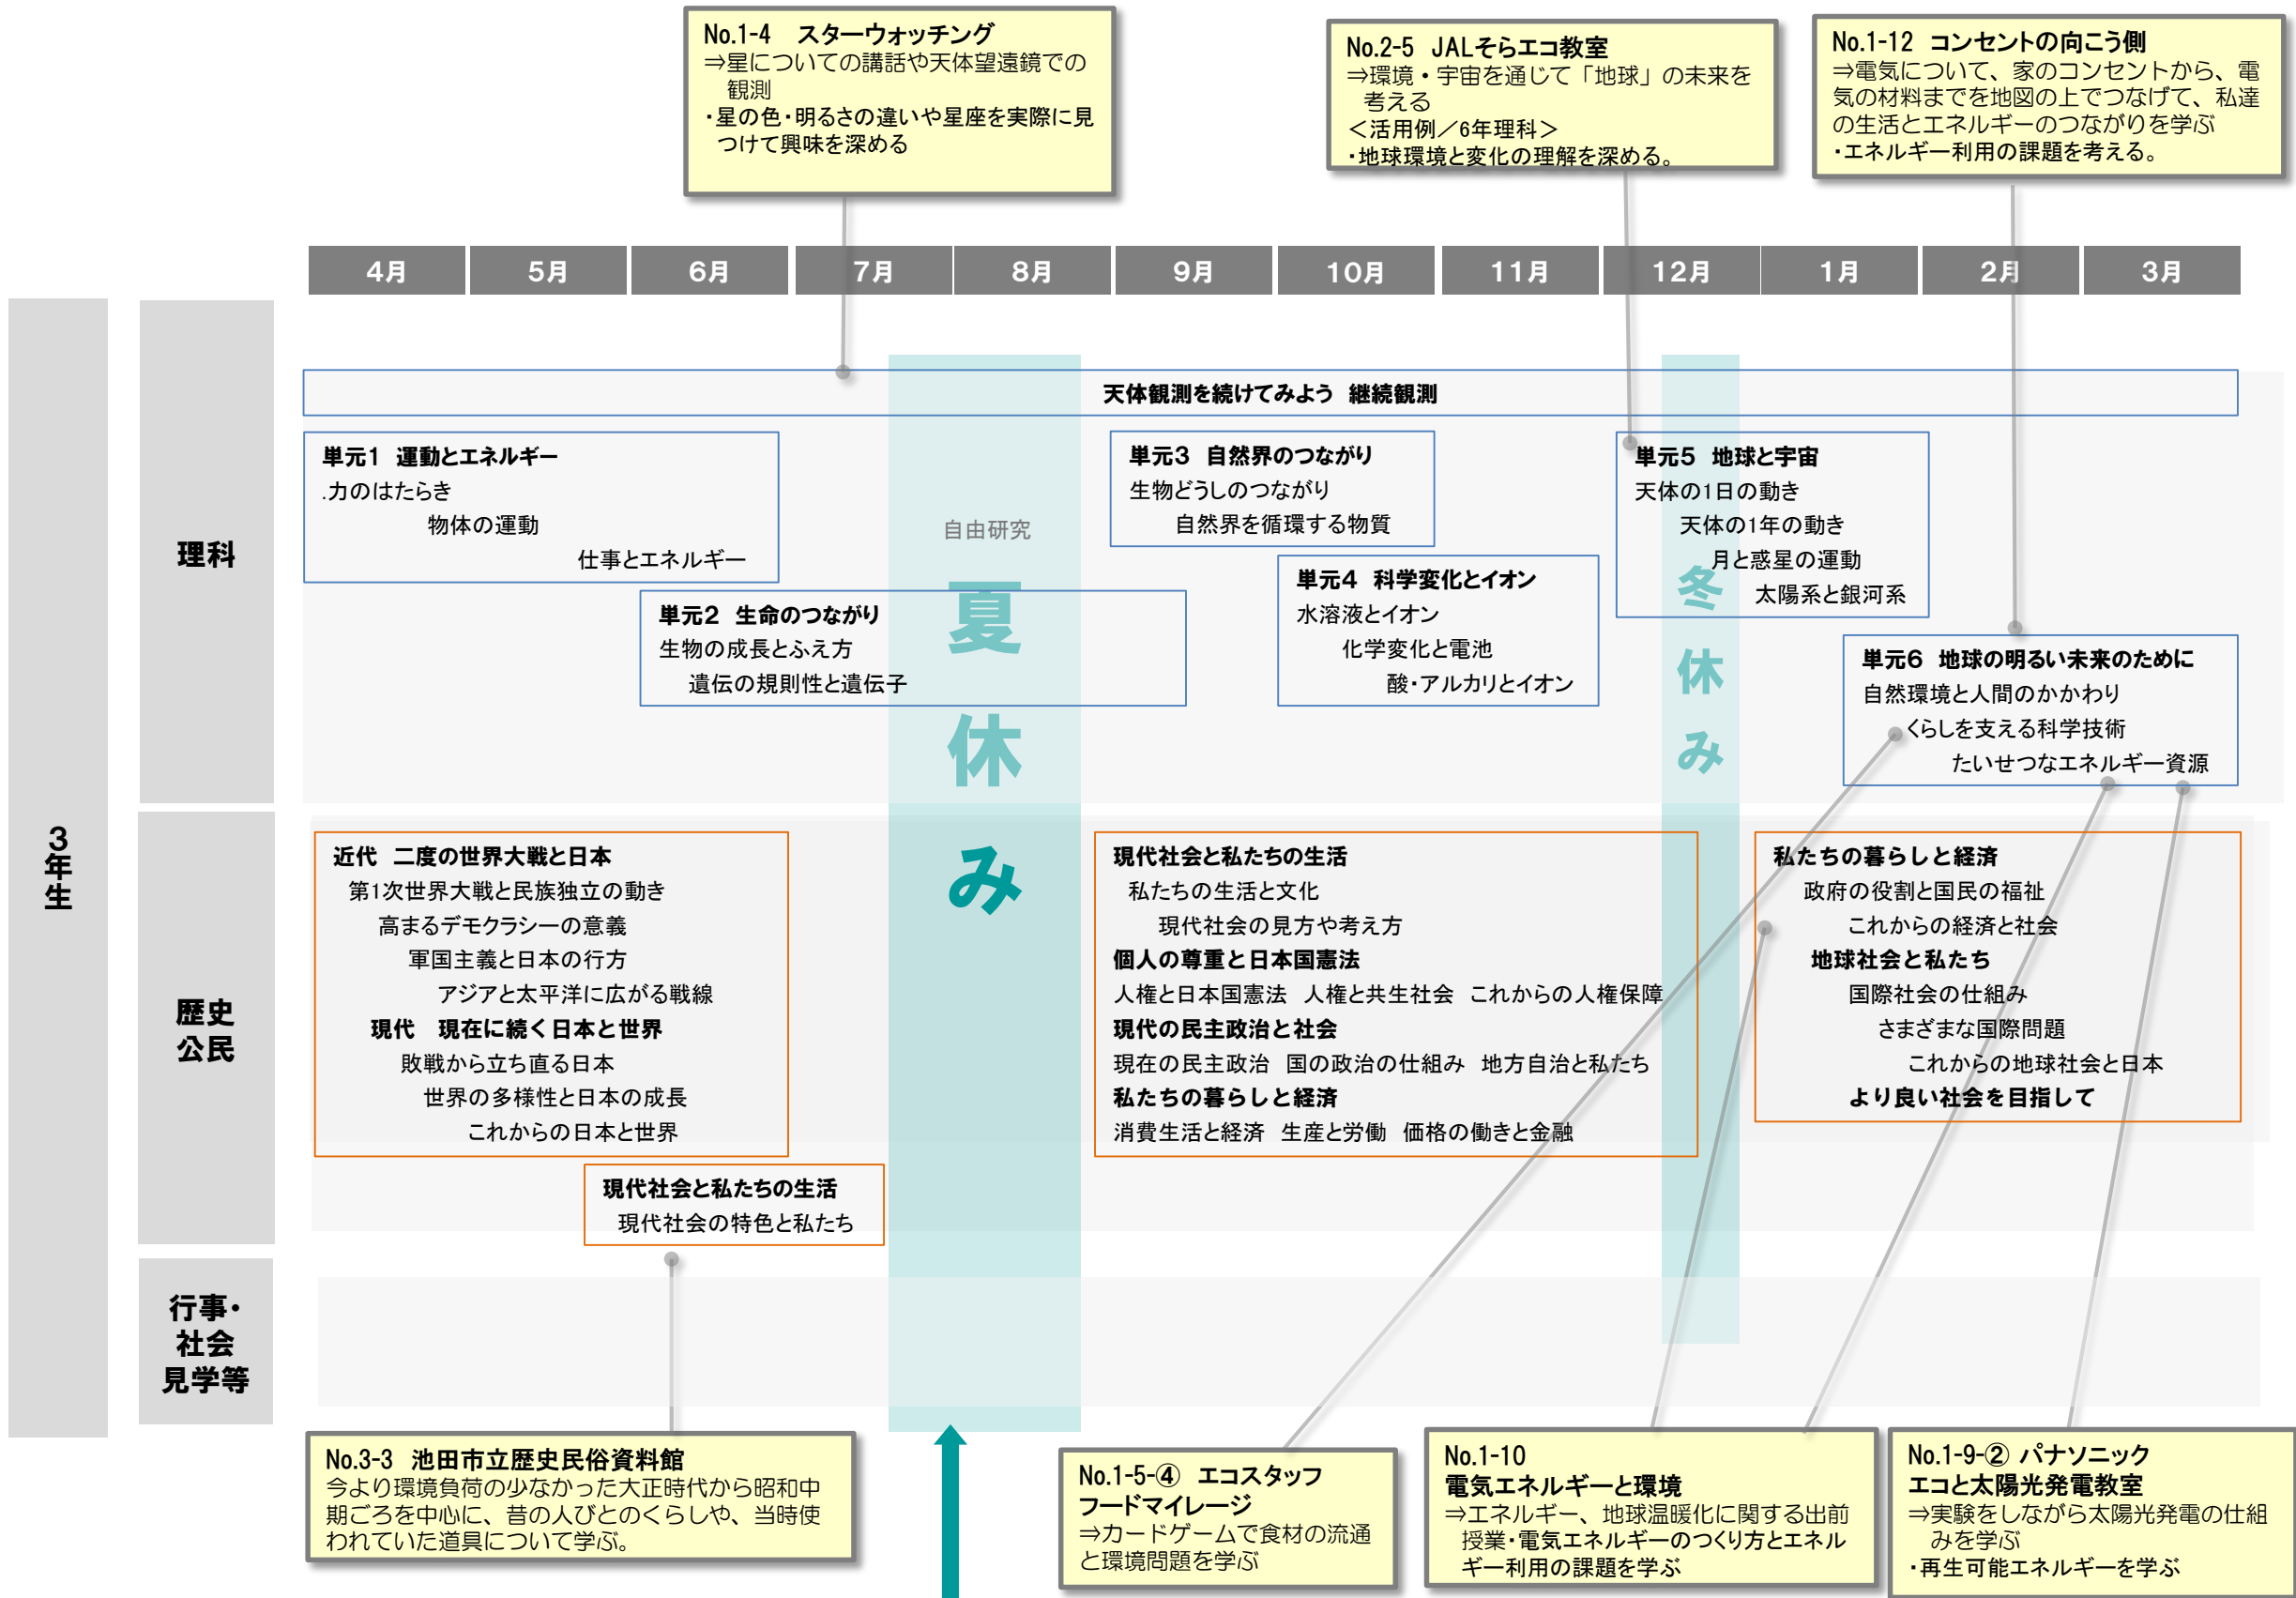 No.1-4 スターウォッチング
⇒星についての講話や天体望遠鏡での
観測
・星の色・明るさの違いや星座を実際に見
つけて興味を深める
No.2-5 JALそらエコ教室
⇒環境・宇宙を通じて「地球」の未来を
考える
＜活用例／6年理科＞
・地球環境と変化の理解を深める。
No.1-12 コンセントの向こう側
⇒電気について、家のコンセントから、電
気の材料までを地図の上でつなげて、私達
の生活とエネルギーのつながりを学ぶ
・エネルギー利用の課題を考える。
4月 5月 6月 7月 8月 9月 10月 11月 12月 1月 2月 3月
3年生
理科
天体観測を続けてみよう 継続観測
単元1 運動とエネルギー
.力のはたらき
物体の運動
仕事とエネルギー
単元2 生命のつながり
生物の成長とふえ方
遺伝の規則性と遺伝子
自由研究
夏休み
単元3 自然界のつながり
生物どうしのつながり
自然界を循環する物質
単元4 科学変化とイオン
水溶液とイオン
化学変化と電池
酸・アルカリとイオン
単元5 地球と宇宙
天体の1日の動き
天体の1年の動き
月と惑星の運動
太陽系と銀河系
冬休み
単元6 地球の明るい未来のために
自然環境と人間のかかわり
くらしを支える科学技術
たいせつなエネルギー資源
歴史
公民
近代 二度の世界大戦と日本
第1次世界大戦と民族独立の動き
高まるデモクラシーの意義
軍国主義と日本の行方
アジアと太平洋に広がる戦線
現代 現在に続く日本と世界
敗戦から立ち直る日本
世界の多様性と日本の成長
これからの日本と世界
現代社会と私たちの生活
現代社会の特色と私たち
現代社会と私たちの生活
私たちの生活と文化
現代社会の見方や考え方
個人の尊重と日本国憲法
人権と日本国憲法 人権と共生社会 これからの人権保障
現代の民主政治と社会
現在の民主政治 国の政治の仕組み 地方自治と私たち
私たちの暮らしと経済
消費生活と経済 生産と労働 価格の働きと金融
私たちの暮らしと経済
政府の役割と国民の福祉
これからの経済と社会
地球社会と私たち
国際社会の仕組み
さまざまな国際問題
これからの地球社会と日本
より良い社会を目指して
行事・
社会
見学等
No.3-3 池田市立歴史民俗資料館
今より環境負荷の少なかった大正時代から昭和中
期ごろを中心に、昔の人びとのくらしや、当時使
われていた道具について学ぶ。
No.1-5-④ エコスタッフ
フードマイレージ
⇒カードゲームで食材の流通
と環境問題を学ぶ
No.1-10
電気エネルギーと環境
⇒エネルギー、地球温暖化に関する出前
授業・電気エネルギーのつくり方とエネル
ギー利用の課題を学ぶ
No.1-9-② パナソニック
エコと太陽光発電教室
⇒実験をしながら太陽光発電の仕組
みを学ぶ
・再生可能エネルギーを学ぶ